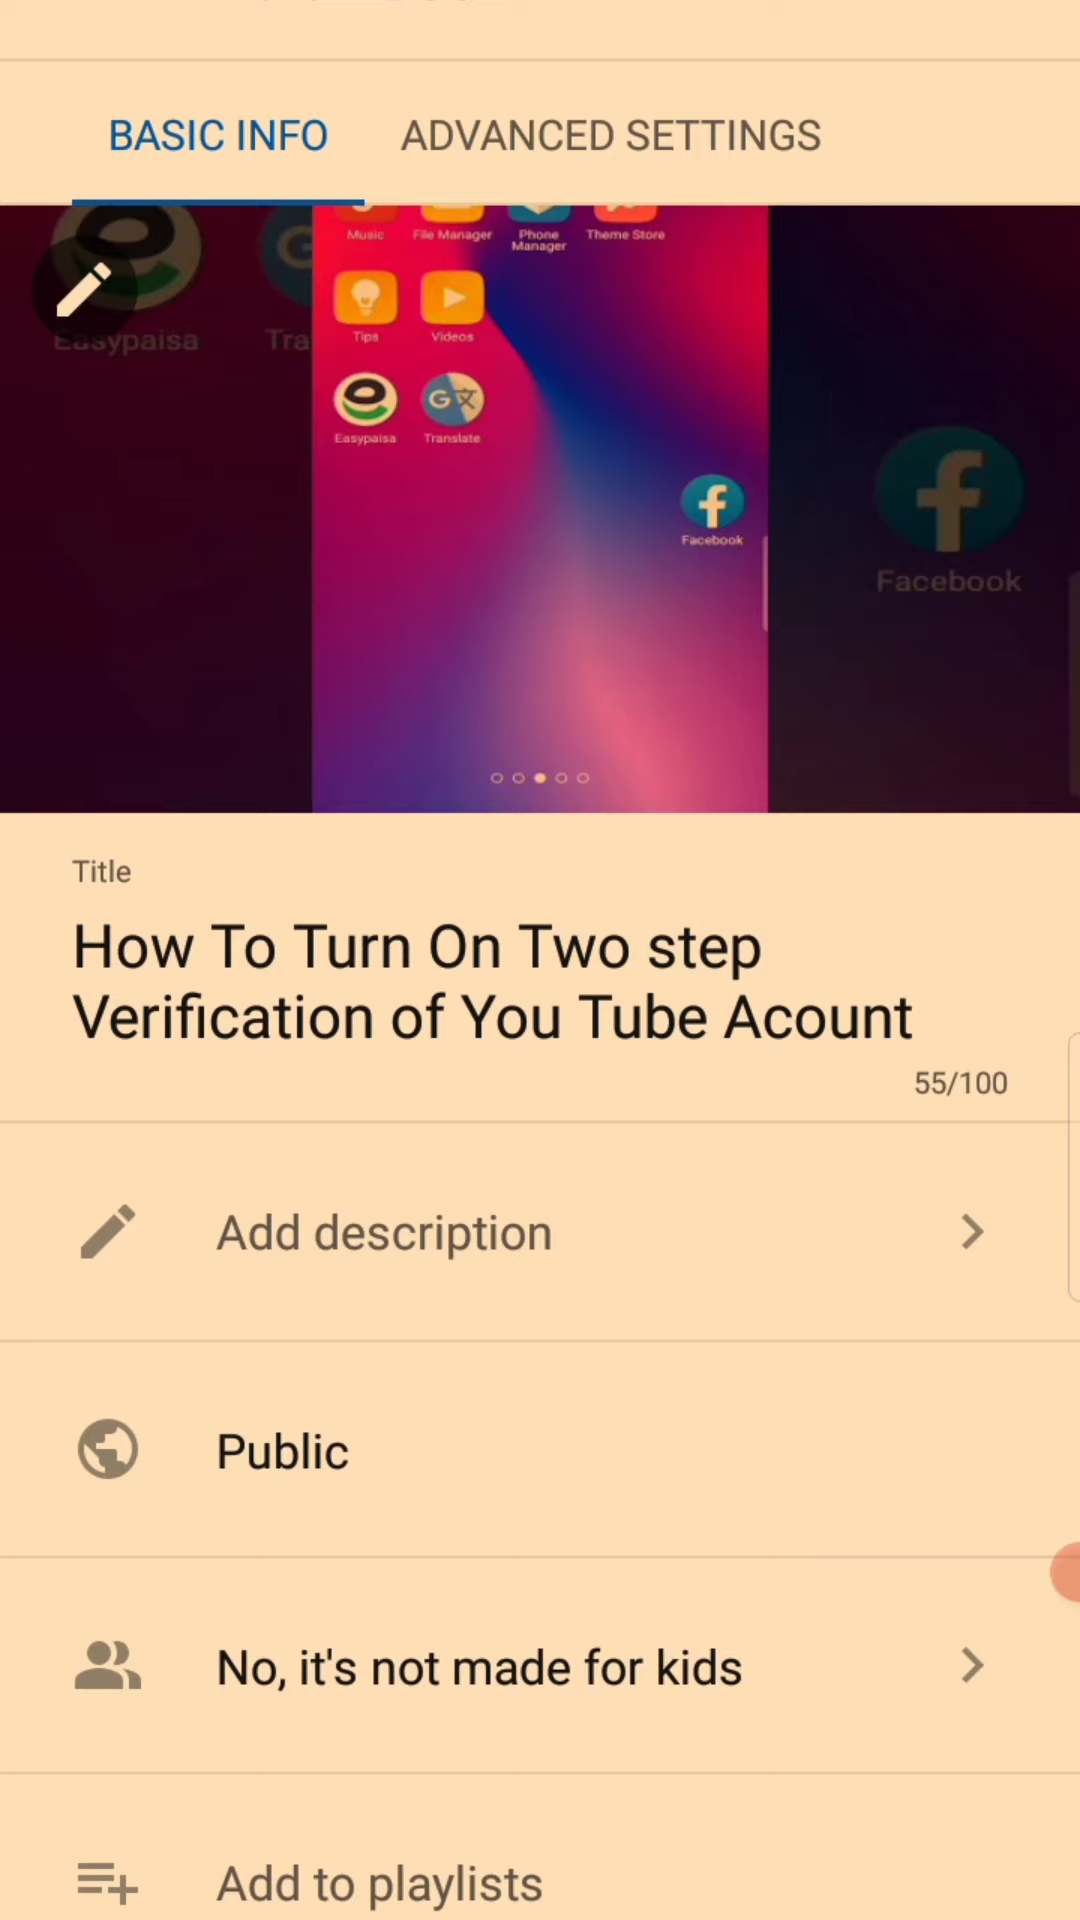 BASIC INFO ADVANCED SETTINGS
Music File Manager Phone Manager Theme Store
Tips Videos
Easypaisa Translate
Facebook
Easypaisa Tra
Facebook
Title
How To Turn On Two step
Verification of You Tube Acount
55/100
Add description
Public
No, it's not made for kids
Add to playlists